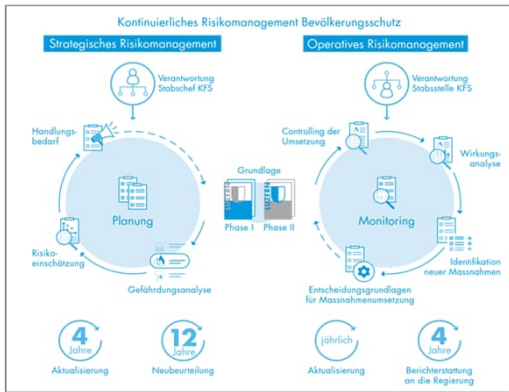 Kontinuierliches Risikomanagement Bevölkerungsschutz
Strategisches Risikomanagement
Verantwortung
Stabschef KFS
Handlungs-
bedarf
Planung
Risiko-
einschätzung
Gefährdungsanalyse
4
Jahre
Aktualisierung
12
Jahre
Neubeurteilung
Grundlage
Phase I
Phase II
Operatives Risikomanagement
Verantwortung
Stabsstelle KFS
Controlling der
Umsetzung
Wirkungs-
analyse
Monitoring
Identifikation
neuer Massnahmen
Entscheidungsgrundlagen
für Massnahmenumsetzung
jährlich
Aktualisierung
4
Jahre
Berichterstattung
an die Regierung